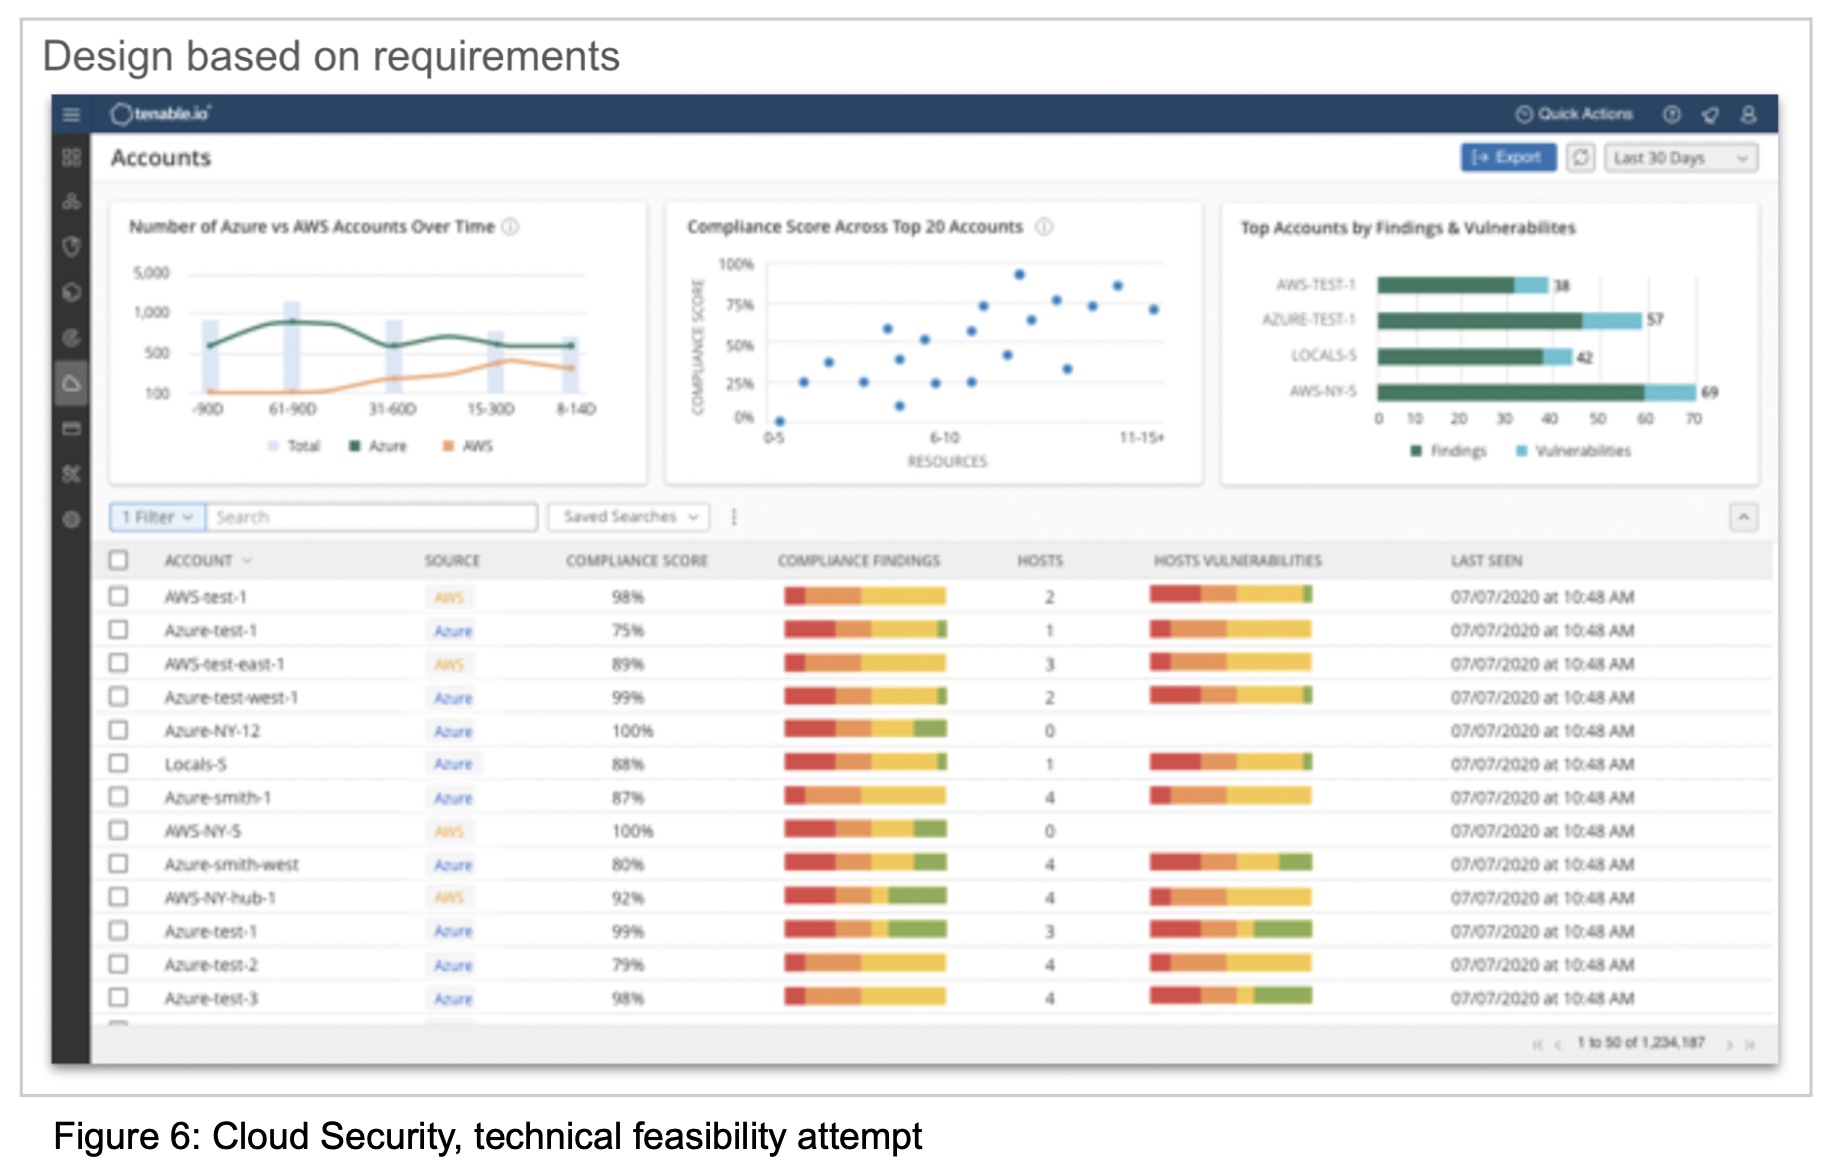 Design based on requirements
tenable.io
Quick Actions
Accounts
Export
Last 30 Days
Number of Azure vs AWS Accounts Over Time
5,000
1,000
500
100
-90D 61-90D 31-60D 15-30D 8-14D
Total Azure AWS
Compliance Score Across Top 20 Accounts
COMPLIANCE SCORE
100%
75%
50%
25%
0%
0-5 6-10 11-15+
RESOURCES
Top Accounts by Findings & Vulnerabilites
AWS-TEST-1 38
AZURE-TEST-1 57
LOCALS-S 42
AWS-NY-5 69
0 10 20 30 40 50 60 70
Findings Vulnerabilities
1 Filter Search Saved Searches
ACCOUNT SOURCE COMPLIANCE SCORE COMPLIANCE FINDINGS HOSTS HOSTS VULNERABILITIES LAST SEEN
AWS-test-1 AWS 98% 2 07/07/2020 at 10:48 AM
Azure-test-1 Azure 75% 1 07/07/2020 at 10:48 AM
AWS-test-east-1 AWS 89% 3 07/07/2020 at 10:48 AM
Azure-test-west-1 Azure 99% 2 07/07/2020 at 10:48 AM
Azure-NY-12 Azure 100% 0 07/07/2020 at 10:48 AM
Locals-S Azure 88% 1 07/07/2020 at 10:48 AM
Azure-smith-1 Azure 87% 4 07/07/2020 at 10:48 AM
AWS-NY-5 AWS 100% 0 07/07/2020 at 10:48 AM
Azure-smith-west Azure 80% 4 07/07/2020 at 10:48 AM
AWS-NY-hub-1 AWS 92% 4 07/07/2020 at 10:48 AM
Azure-test-1 Azure 99% 3 07/07/2020 at 10:48 AM
Azure-test-2 Azure 79% 4 07/07/2020 at 10:48 AM
Azure-test-3 Azure 98% 4 07/07/2020 at 10:48 AM
1 to 50 of 1,234,187
Figure 6: Cloud Security, technical feasibility attempt